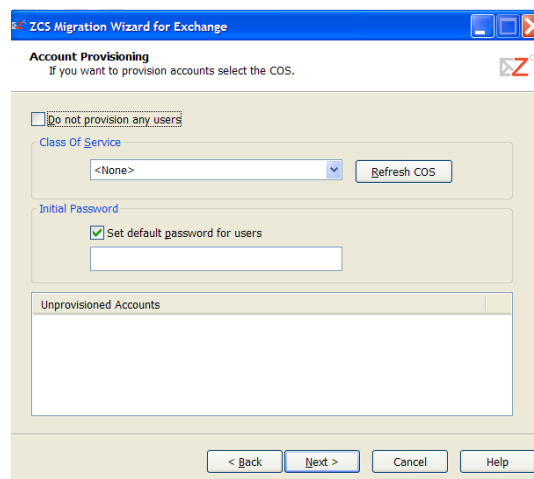 ZCS Migration Wizard for Exchange
Account Provisioning
If you want to provision accounts select the COS.
Do not provision any users
Class Of Service
<None>
Refresh COS
Initial Password
Set default password for users
Unprovisioned Accounts
< Back
Next >
Cancel
Help